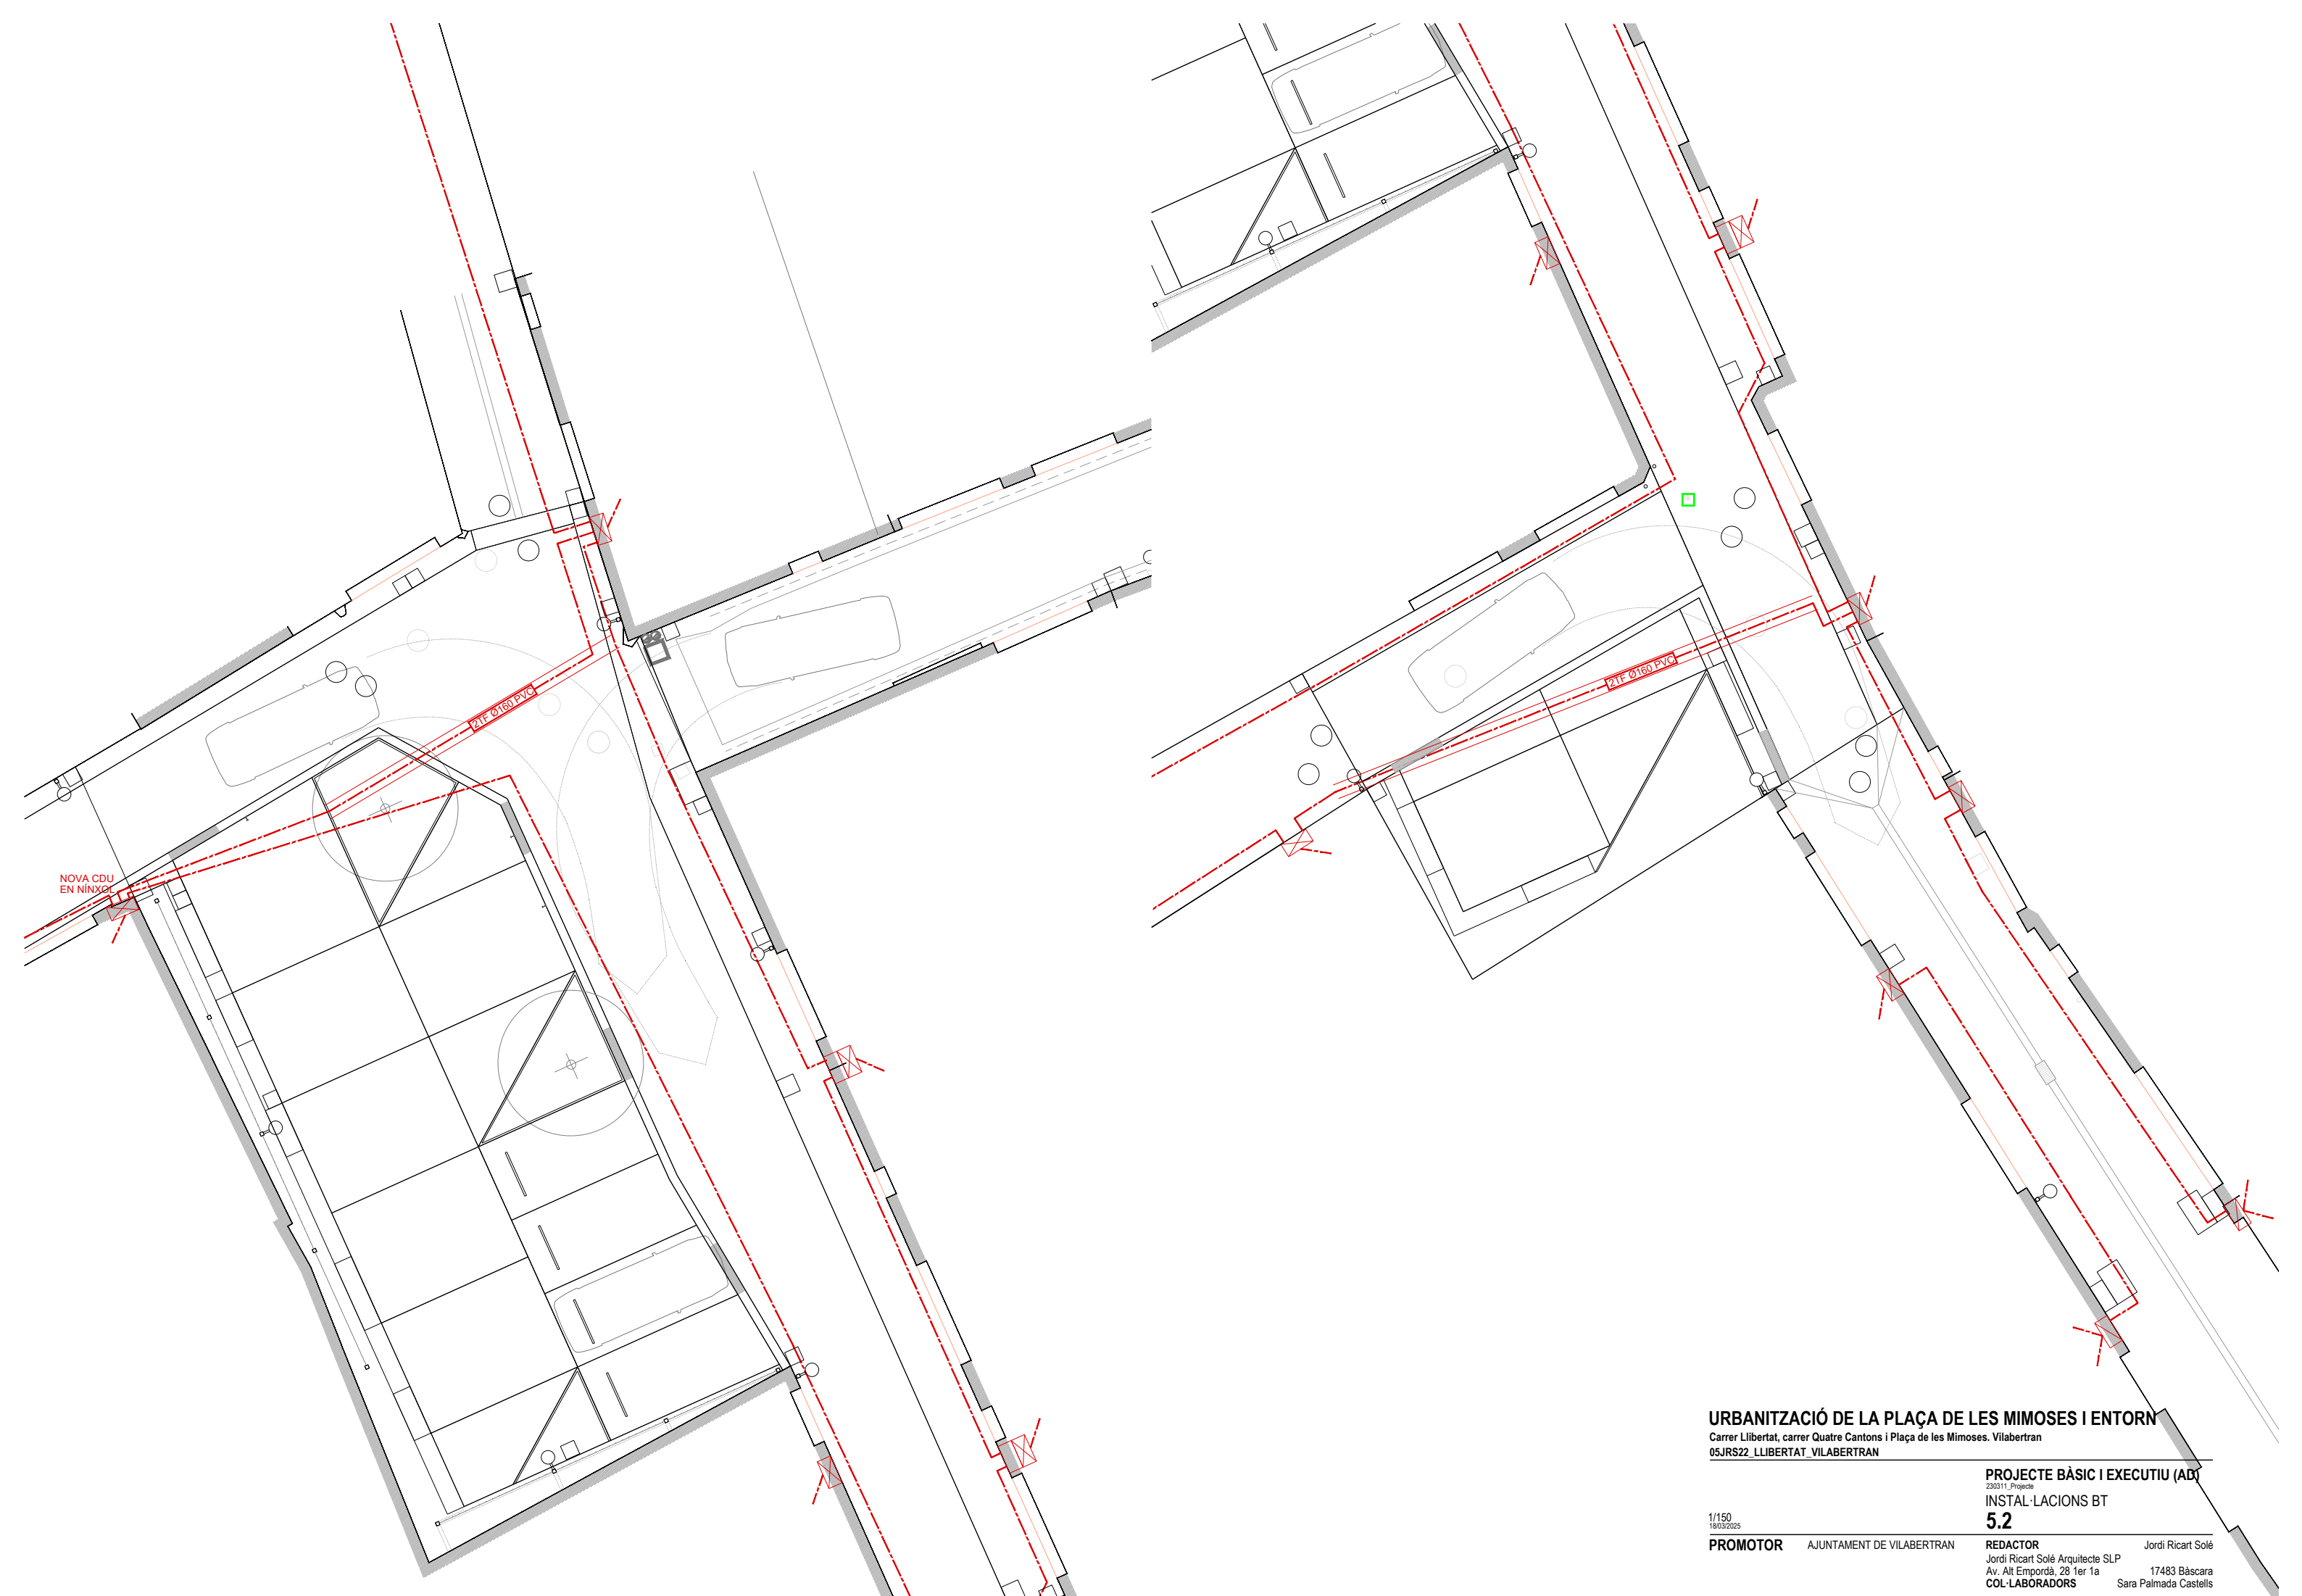 2TF Ø160 PVC
2TF Ø160 PVC
NOVA CDU
EN NÍNXOL
URBANITZACIÓ DE LA PLAÇA DE LES MIMOSES I ENTORN
Carrer Llibertat, carrer Quatre Cantons i Plaça de les Mimoses. Vilabertran
05JRS22_LLIBERTAT_VILABERTRAN
PROJECTE BÀSIC I EXECUTIU (AD)
230311_Projecte
INSTAL·LACIONS BT
1/150
18/03/2025
5.2
PROMOTOR AJUNTAMENT DE VILABERTRAN
REDACTOR Jordi Ricart Solé
Jordi Ricart Solé Arquitecte SLP
Av. Alt Empordà, 28 1er 1a 17483 Bàscara
COL·LABORADORS Sara Palmada Castells